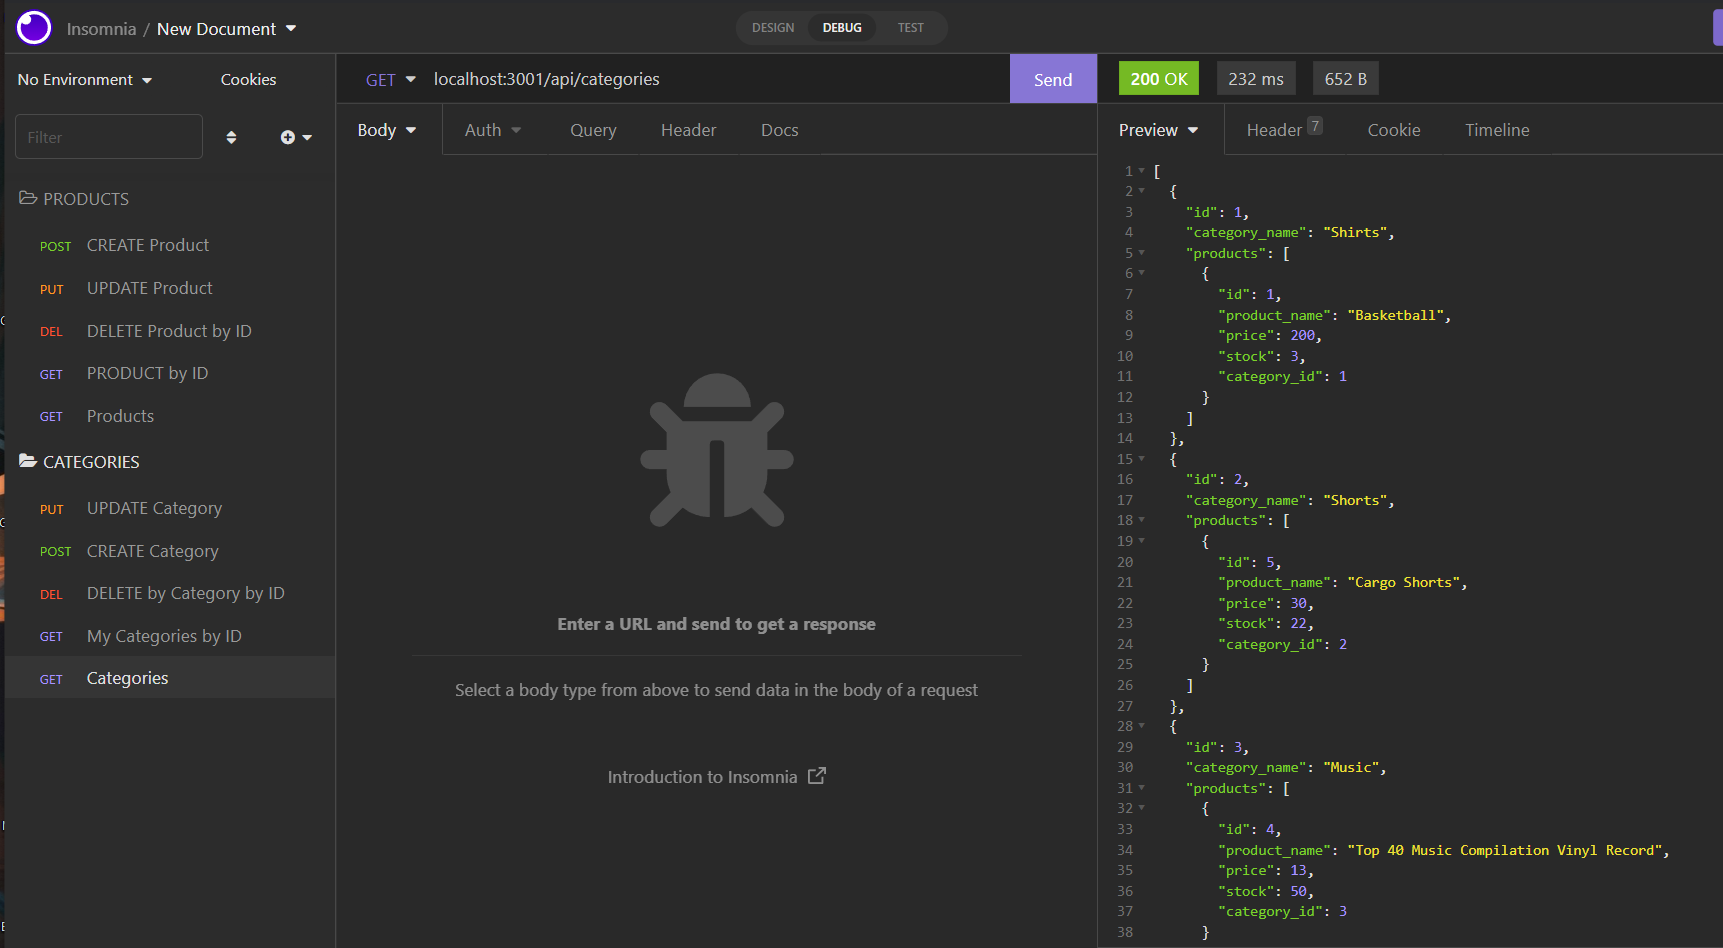 Insomnia / New Document
DESIGN DEBUG TEST
No Environment
Cookies
Filter
PRODUCTS
POST CREATE Product
PUT UPDATE Product
DEL DELETE Product by ID
GET PRODUCT by ID
GET Products
CATEGORIES
PUT UPDATE Category
POST CREATE Category
DEL DELETE by Category by ID
GET My Categories by ID
GET Categories
GET localhost:3001/api/categories Send
Body Auth Query Header Docs
Enter a URL and send to get a response
Select a body type from above to send data in the body of a request
Introduction to Insomnia
200 OK 232 ms 652 B
Preview Header 7 Cookie Timeline
1 [
2 {
3 "id": 1,
4 "category_name": "Shirts",
5 "products": [
6 {
7 "id": 1,
8 "product_name": "Basketball",
9 "price": 200,
10 "stock": 3,
11 "category_id": 1
12 }
13 ]
14 },
15 {
16 "id": 2,
17 "category_name": "Shorts",
18 "products": [
19 {
20 "id": 5,
21 "product_name": "Cargo Shorts",
22 "price": 30,
23 "stock": 22,
24 "category_id": 2
25 }
26 ]
27 },
28 {
29 "id": 3,
30 "category_name": "Music",
31 "products": [
32 {
33 "id": 4,
34 "product_name": "Top 40 Music Compilation Vinyl Record",
35 "price": 13,
36 "stock": 50,
37 "category_id": 3
38 }